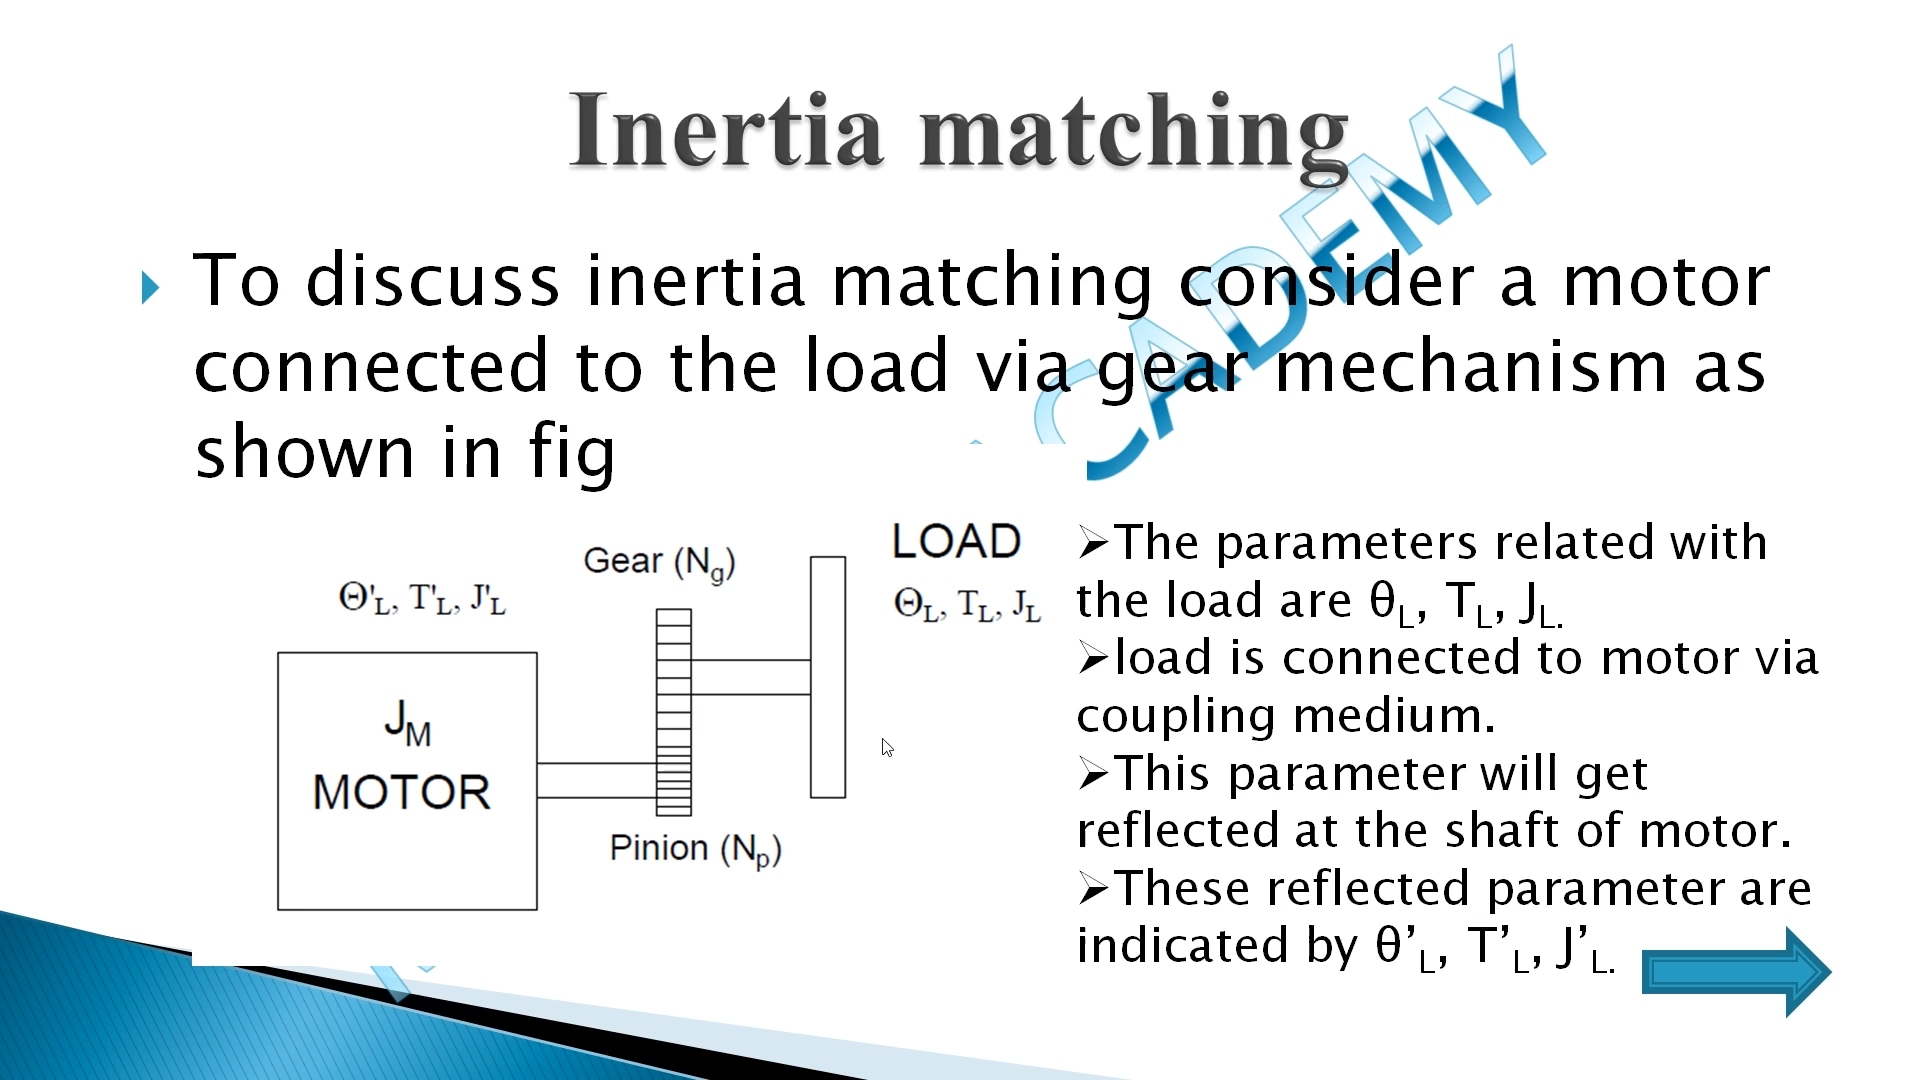 Inertia matching
To discuss inertia matching consider a motor
connected to the load via gear mechanism as
shown in fig
Gear (Ng)
LOAD
Θ'L, T'L, J'L
ΘL, TL, JL
JM
MOTOR
Pinion (Np)
➢The parameters related with
the load are θL, TL, JL.
➢load is connected to motor via
coupling medium.
➢This parameter will get
reflected at the shaft of motor.
➢These reflected parameter are
indicated by θ’L, T’L, J’L.
CADEMY